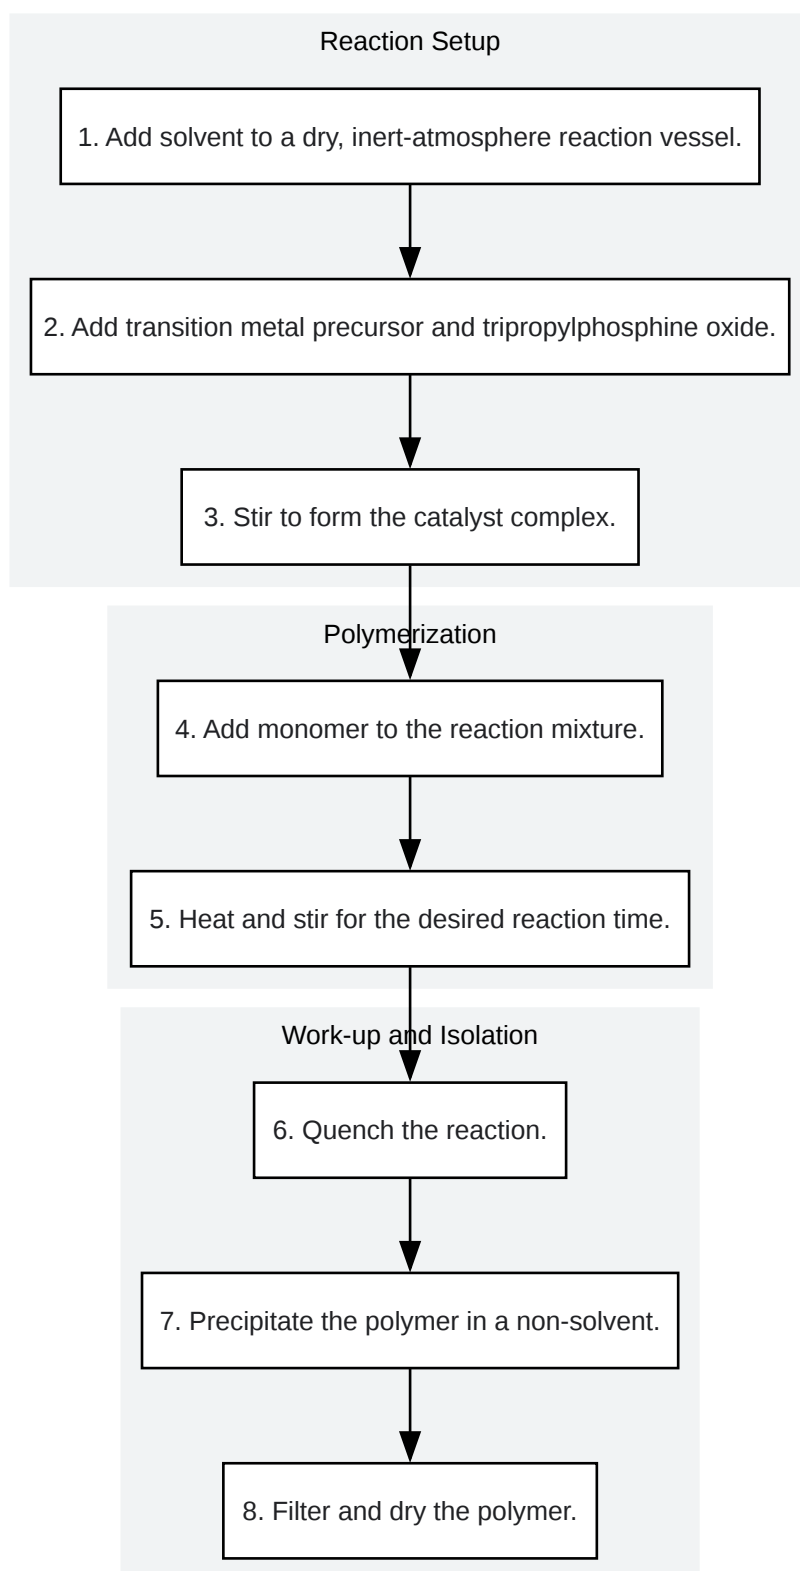 Reaction Setup
1. Add solvent to a dry, inert-atmosphere reaction vessel.
2. Add transition metal precursor and tripropylphosphine oxide.
3. Stir to form the catalyst complex.
Polymerization
4. Add monomer to the reaction mixture.
5. Heat and stir for the desired reaction time.
Work-up and Isolation
6. Quench the reaction.
7. Precipitate the polymer in a non-solvent.
8. Filter and dry the polymer.